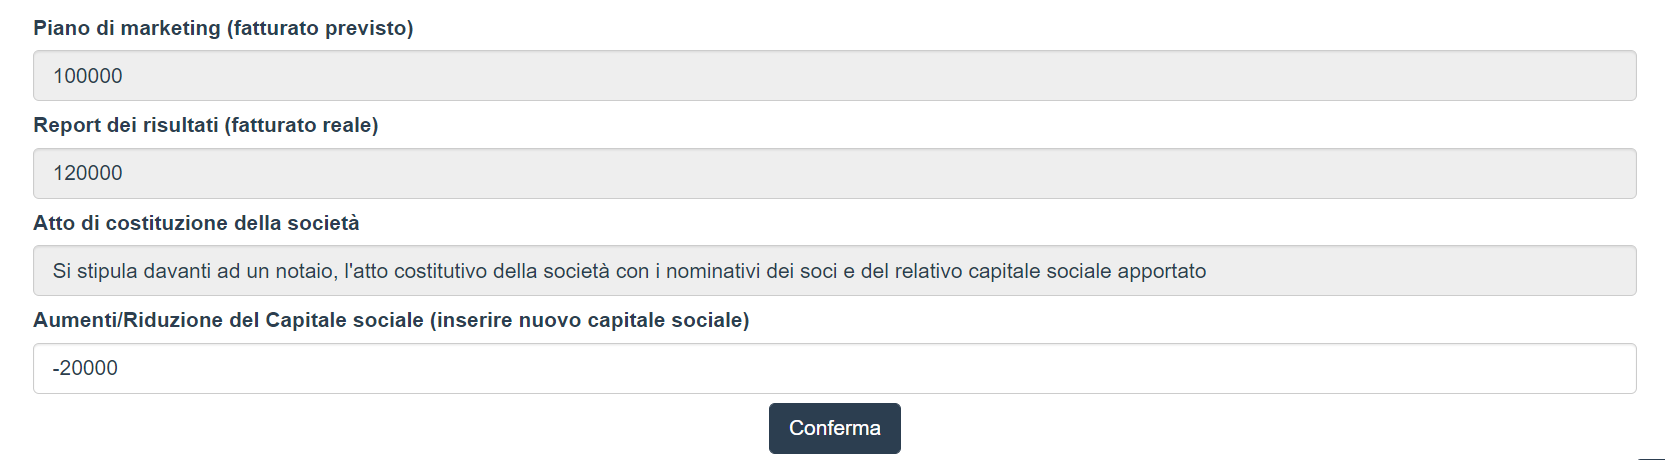 Piano di marketing (fatturato previsto)
100000
Report dei risultati (fatturato reale)
120000
Atto di costituzione della società
Si stipula davanti ad un notaio, l'atto costitutivo della società con i nominativi dei soci e del relativo capitale sociale apportato
Aumenti/Riduzione del Capitale sociale (inserire nuovo capitale sociale)
-20000
Conferma